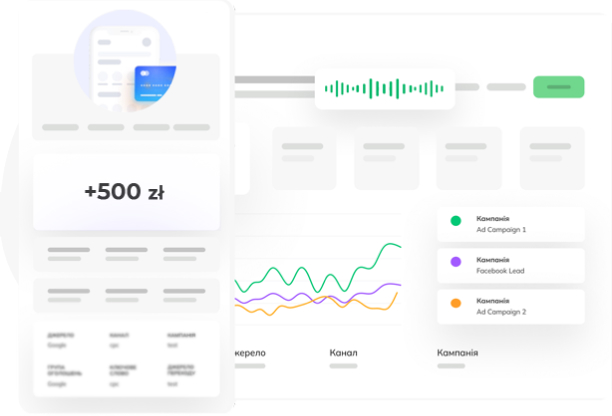 +500 zł
Кампанія
Ad Campaign 1
Кампанія
Facebook Lead
Кампанія
Ad Campaign 2
ДЖЕРЕЛО КАНАЛ КАМПАНИЯ
Google cpc test
ГРУПА ОГОЛОШЕНЬ КЛЮЧОВЕ СЛОВО ДЖЕРЕЛО ПЕРЕХОДУ
Google cpc test
жерело Канал Кампанія